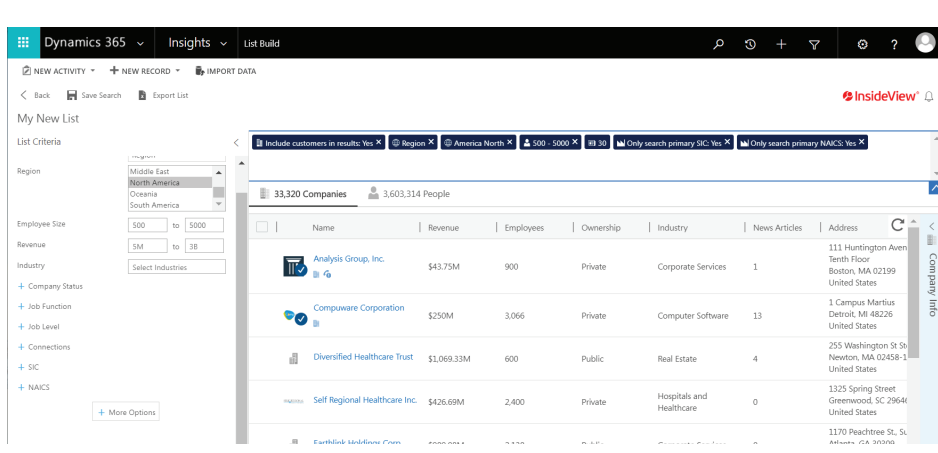 Dynamics 365 Insights List Build ?
NEW ACTIVITY + NEW RECORD IMPORT DATA
Back Save Search Export List InsideView®
My New List
List Criteria
Include customers in results: Yes × Region × America North × 500 - 5000 × 30 Only search primary SIC: Yes × Only search primary NAICS: Yes ×
Region
Region
Middle East
North America
Oceania
South America
Employee Size 500 to 5000
Revenue 5M to 3B
Industry Select Industries
+ Company Status
+ Job Function
+ Job Level
+ Connections
+ SIC
+ NAICS
+ More Options
33,320 Companies 3,603,314 People
Name Revenue Employees Ownership Industry News Articles Address
Analysis Group, Inc. $43.75M 900 Private Corporate Services 1
111 Huntington Aven
Tenth Floor
Boston, MA 02199
United States
Compuware Corporation $250M 3,066 Private Computer Software 13
1 Campus Martius
Detroit, MI 48226
United States
Diversified Healthcare Trust $1,069.33M 600 Public Real Estate 4
255 Washington St St
Newton, MA 02458-1
United States
Self Regional Healthcare Inc. $426.69M 2,400 Private Hospitals and
Healthcare 0
1325 Spring Street
Greenwood, SC 29646
United States
Earthlink Holdings Corp
1170 Peachtree St., Su
Atlanta, GA 30309
Company Info